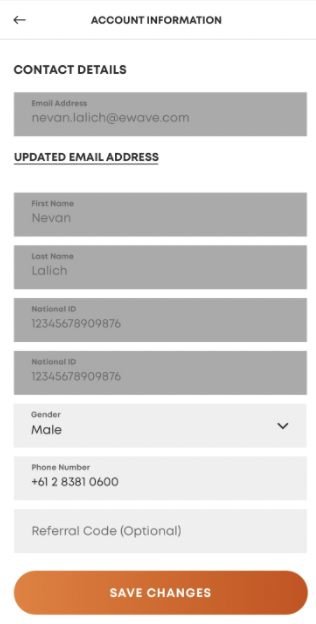 ACCOUNT INFORMATION
CONTACT DETAILS
Email Address
nevan.lalich@ewave.com
UPDATED EMAIL ADDRESS
First Name
Nevan
Last Name
Lalich
National ID
12345678909876
National ID
12345678909876
Gender
Male
Phone Number
+61 2 8381 0600
Referral Code (Optional)
SAVE CHANGES